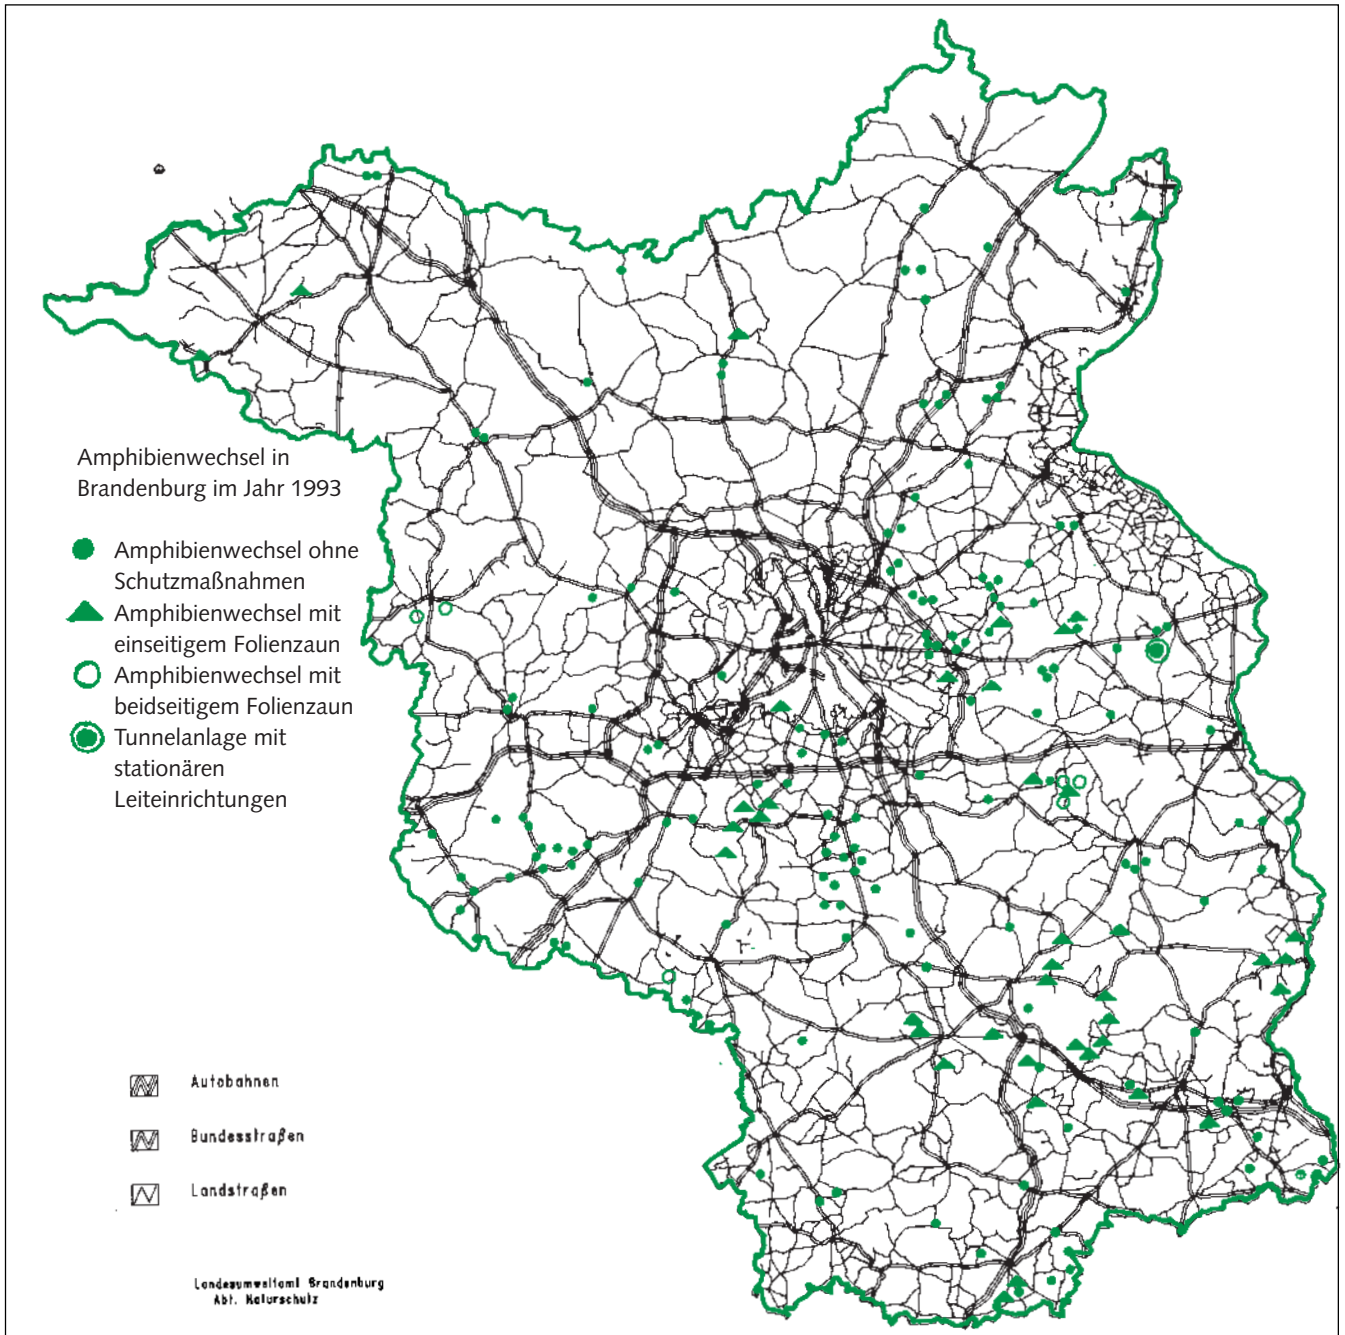 Amphibienwechsel in
Brandenburg im Jahr 1993
Amphibienwechsel ohne
Schutzmaßnahmen
Amphibienwechsel mit
einseitigem Folienzaun
Amphibienwechsel mit
beidseitigem Folienzaun
Tunnelanlage mit
stationären
Leiteinrichtungen
Autobahnen
Bundesstraßen
Landstraßen
Landesumweltamt Brandenburg
Abt. Naturschutz